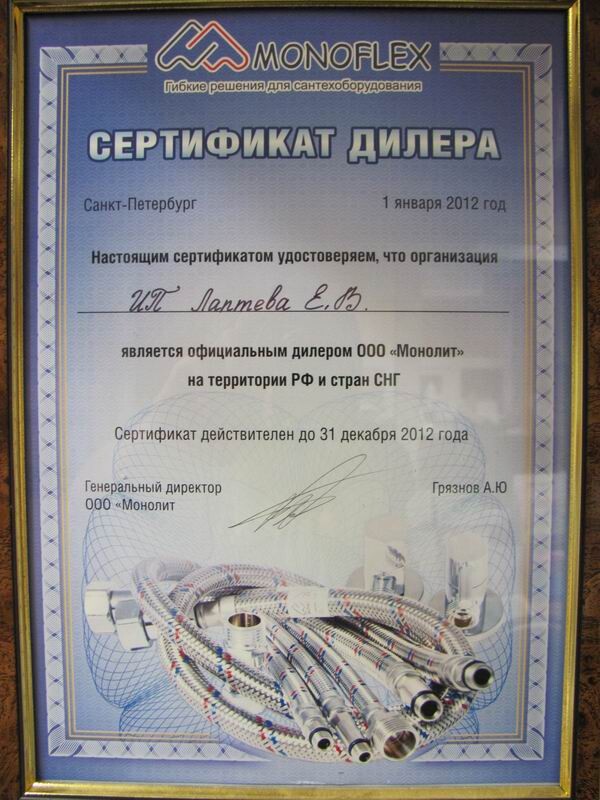 MONOFLEX
Гибкие решения для сантехоборудования
СЕРТИФИКАТ ДИЛЕРА
Санкт-Петербург 1 января 2012 год
Настоящим сертификатом удостоверяем, что организация
ИП Лаптева Е.В.
является официальным дилером ООО «Монолит»
на территории РФ и стран СНГ
Сертификат действителен до 31 декабря 2012 года
Генеральный директор Грязнов А.Ю
ООО «Монолит